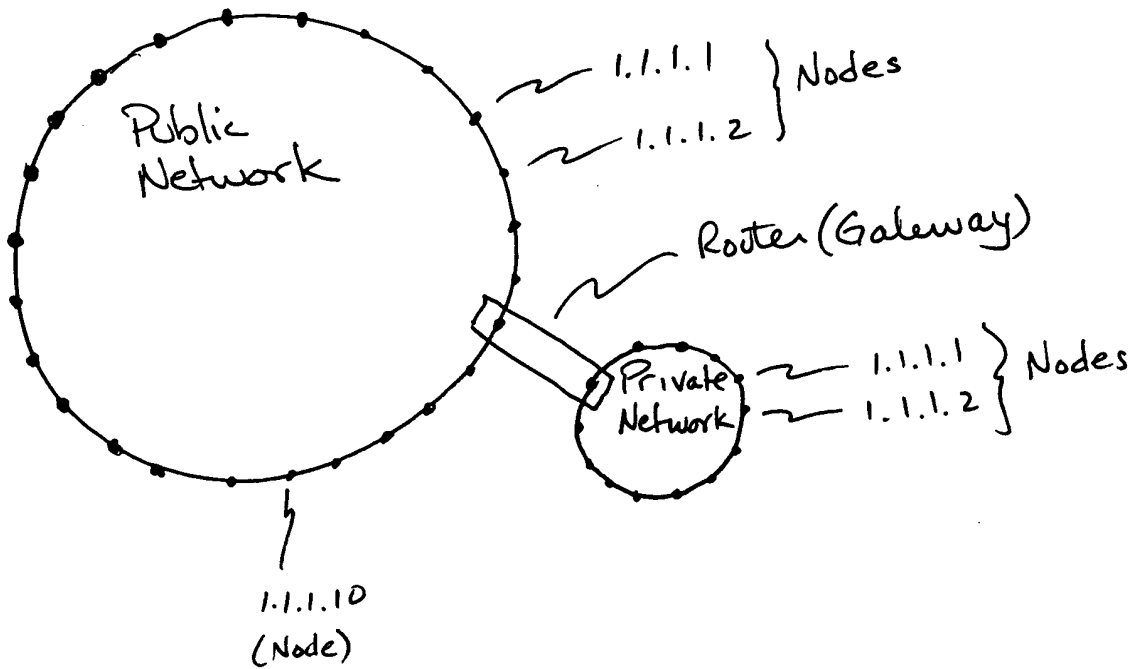 Public
Network
1.1.1.1
1.1.1.2
Nodes
Router (Gateway)
Private
Network
1.1.1.1
1.1.1.2
Nodes
1.1.1.10
(Node)